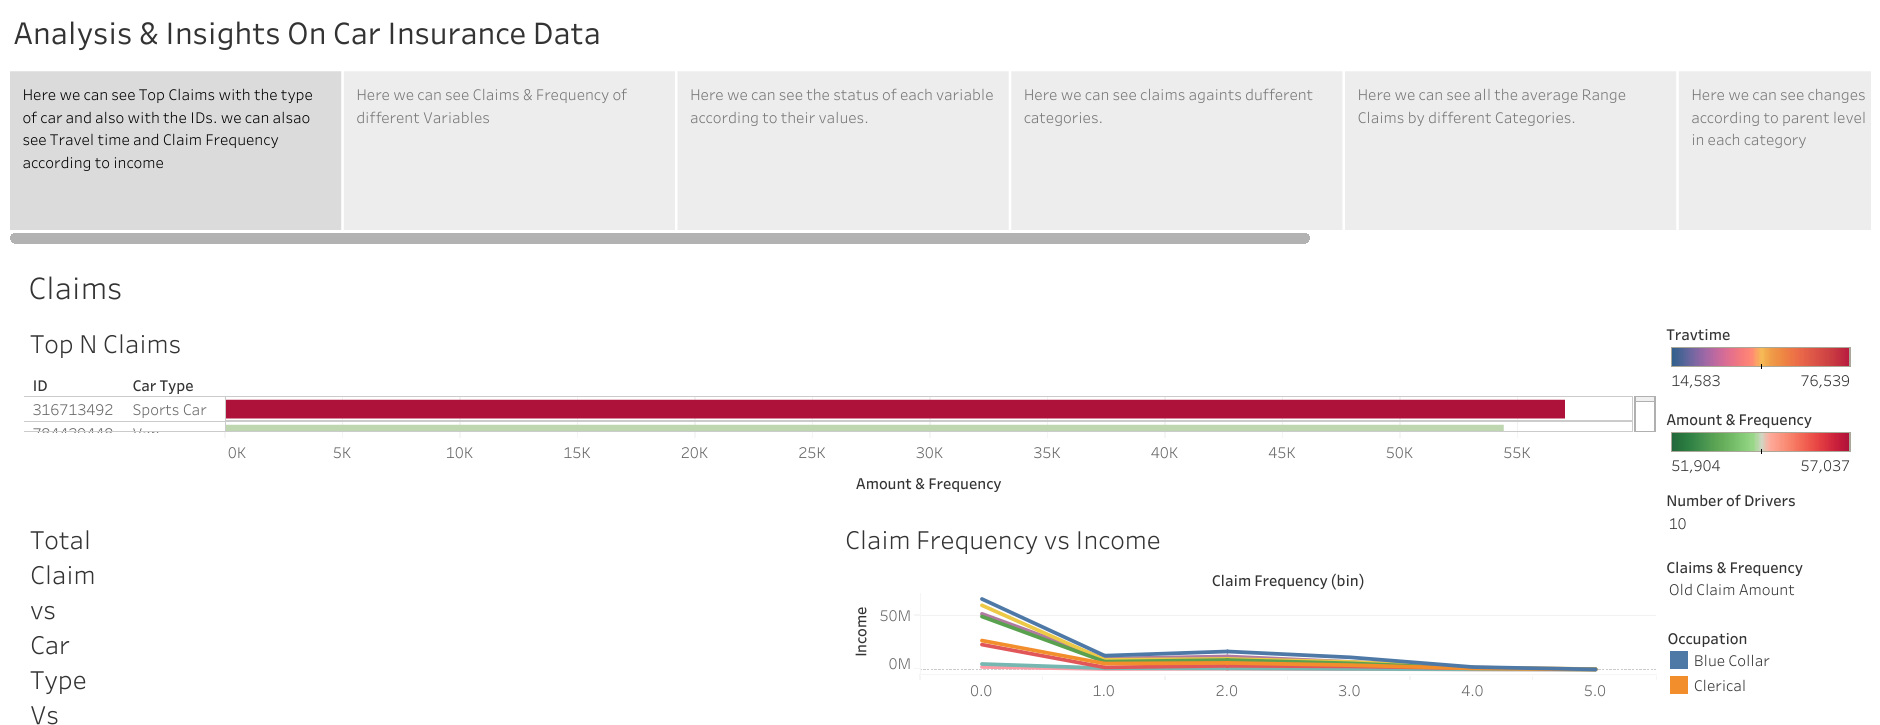 Analysis & Insights On Car Insurance Data
Here we can see Top Claims with the type
of car and also with the IDs. we can alsao
see Travel time and Claim Frequency
according to income
Here we can see Claims & Frequency of
different Variables
Here we can see the status of each variable
according to their values.
Here we can see claims againts dufferent
categories.
Here we can see all the average Range
Claims by different Categories.
Here we can see changes
according to parent level
in each category
Claims
Top N Claims
ID Car Type
316713492 Sports Car
0K 5K 10K 15K 20K 25K 30K 35K 40K 45K 50K 55K
Amount & Frequency
Travtime
14,583 76,539
Amount & Frequency
51,904 57,037
Number of Drivers
10
Claims & Frequency
Old Claim Amount
Occupation
Blue Collar
Clerical
Total
Claim
vs
Car
Type
Vs
Claim Frequency vs Income
Claim Frequency (bin)
Income
50M
0M
0.0 1.0 2.0 3.0 4.0 5.0